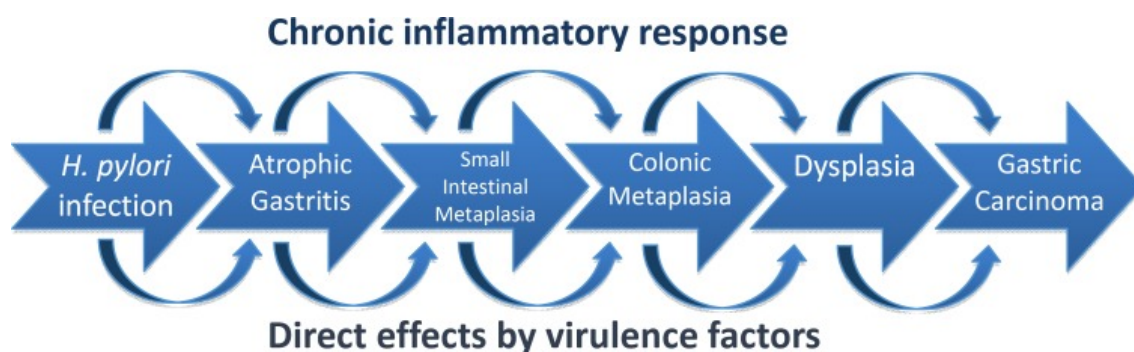 Chronic inflammatory response
H. pylori
infection
Atrophic
Gastritis
Small
Intestinal
Metaplasia
Colonic
Metaplasia
Dysplasia
Gastric
Carcinoma
Direct effects by virulence factors